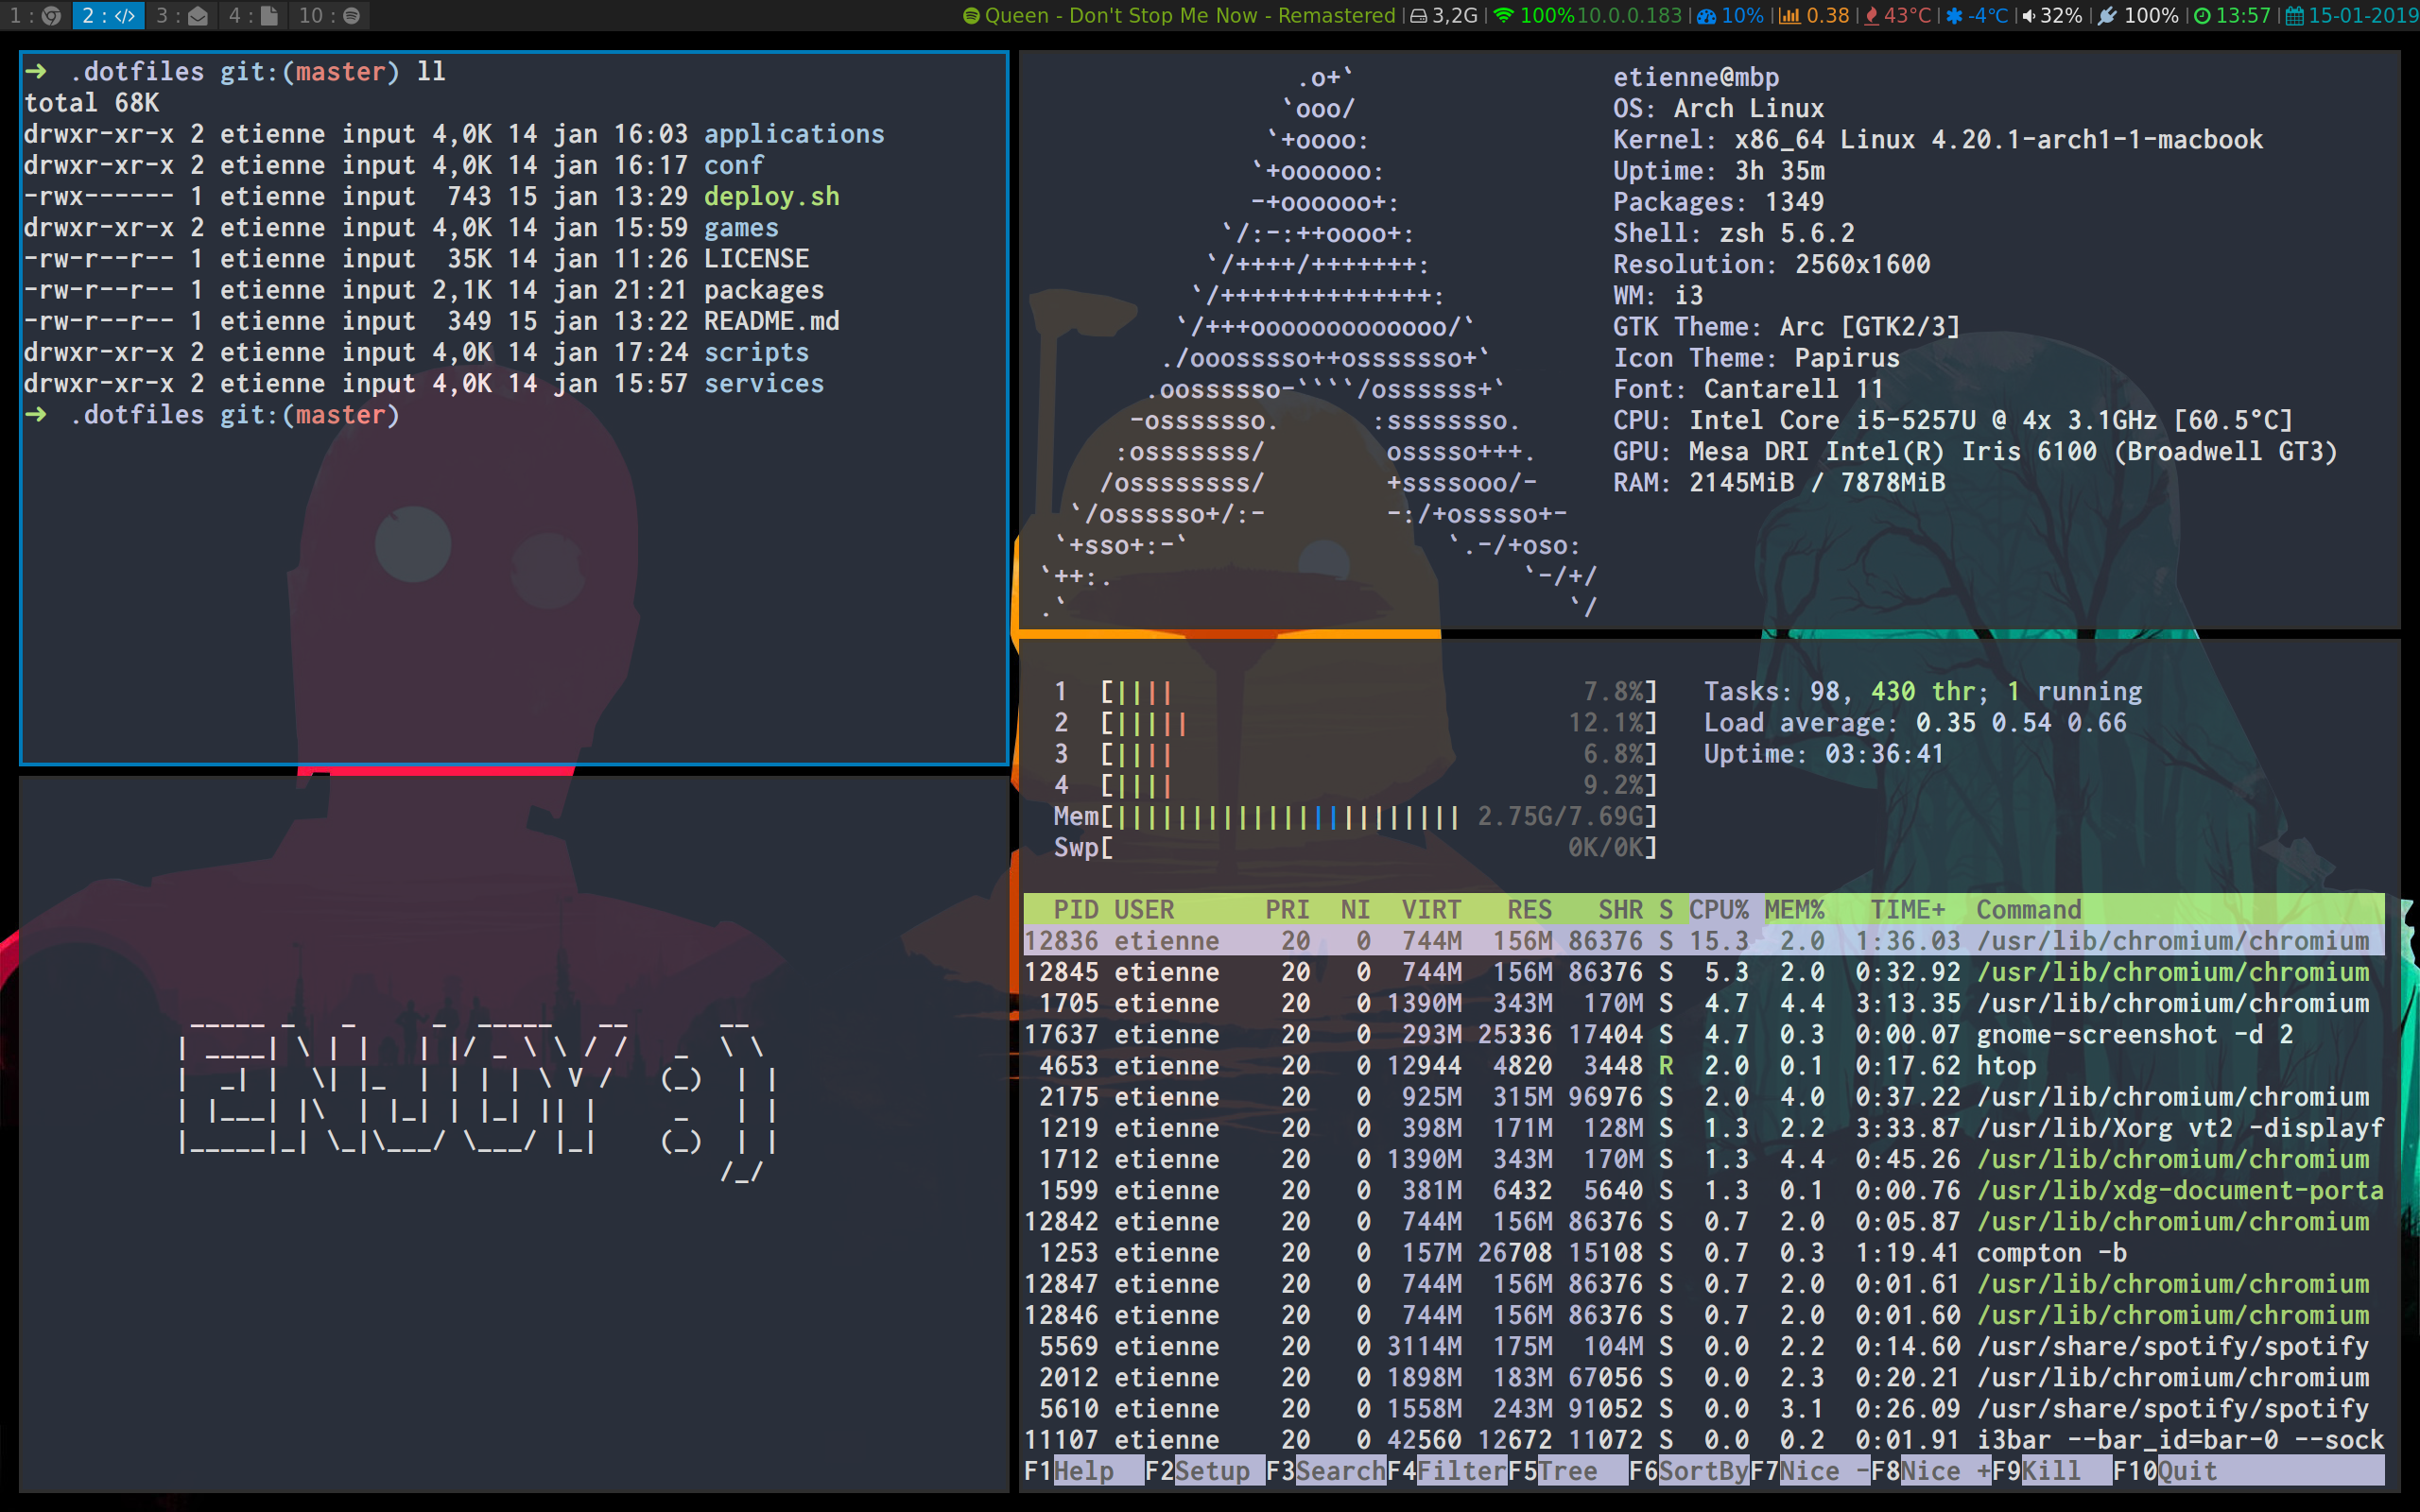 1 : 2 : </> 3 : 4 : 10 : Queen - Don't Stop Me Now - Remastered | 3,2G | 100% 10.0.0.183 | 10% | 0.38 | 43°C | -4°C | 32% | 100% | 13:57 | 15-01-2019
→ .dotfiles git:(master) ll
total 68K
drwxr-xr-x 2 etienne input 4,0K 14 jan 16:03 applications
drwxr-xr-x 2 etienne input 4,0K 14 jan 16:17 conf
-rwx------ 1 etienne input 743 15 jan 13:29 deploy.sh
drwxr-xr-x 2 etienne input 4,0K 14 jan 15:59 games
-rw-r--r-- 1 etienne input 35K 14 jan 11:26 LICENSE
-rw-r--r-- 1 etienne input 2,1K 14 jan 21:21 packages
-rw-r--r-- 1 etienne input 349 15 jan 13:22 README.md
drwxr-xr-x 2 etienne input 4,0K 14 jan 17:24 scripts
drwxr-xr-x 2 etienne input 4,0K 14 jan 15:57 services
→ .dotfiles git:(master)
ENJOY :)
etienne@mbp
OS: Arch Linux
Kernel: x86_64 Linux 4.20.1-arch1-1-macbook
Uptime: 3h 35m
Packages: 1349
Shell: zsh 5.6.2
Resolution: 2560x1600
WM: i3
GTK Theme: Arc [GTK2/3]
Icon Theme: Papirus
Font: Cantarell 11
CPU: Intel Core i5-5257U @ 4x 3.1GHz [60.5°C]
GPU: Mesa DRI Intel(R) Iris 6100 (Broadwell GT3)
RAM: 2145MiB / 7878MiB
1 [|||| 7.8%] Tasks: 98, 430 thr; 1 running
2 [||||| 12.1%] Load average: 0.35 0.54 0.66
3 [|||| 6.8%] Uptime: 03:36:41
4 [|||| 9.2%]
Mem[||||||||||||||||||||||| 2.75G/7.69G]
Swp[ 0K/0K]
PID USER PRI NI VIRT RES SHR S CPU% MEM% TIME+ Command
12836 etienne 20 0 744M 156M 86376 S 15.3 2.0 1:36.03 /usr/lib/chromium/chromium
12845 etienne 20 0 744M 156M 86376 S 5.3 2.0 0:32.92 /usr/lib/chromium/chromium
1705 etienne 20 0 1390M 343M 170M S 4.7 4.4 3:13.35 /usr/lib/chromium/chromium
17637 etienne 20 0 293M 25336 17404 S 4.7 0.3 0:00.07 gnome-screenshot -d 2
4653 etienne 20 0 12944 4820 3448 R 2.0 0.1 0:17.62 htop
2175 etienne 20 0 925M 315M 96976 S 2.0 4.0 0:37.22 /usr/lib/chromium/chromium
1219 etienne 20 0 398M 171M 128M S 1.3 2.2 3:33.87 /usr/lib/Xorg vt2 -displayf
1712 etienne 20 0 1390M 343M 170M S 1.3 4.4 0:45.26 /usr/lib/chromium/chromium
1599 etienne 20 0 381M 6432 5640 S 1.3 0.1 0:00.76 /usr/lib/xdg-document-porta
12842 etienne 20 0 744M 156M 86376 S 0.7 2.0 0:05.87 /usr/lib/chromium/chromium
1253 etienne 20 0 157M 26708 15108 S 0.7 0.3 1:19.41 compton -b
12847 etienne 20 0 744M 156M 86376 S 0.7 2.0 0:01.61 /usr/lib/chromium/chromium
12846 etienne 20 0 744M 156M 86376 S 0.7 2.0 0:01.60 /usr/lib/chromium/chromium
5569 etienne 20 0 3114M 175M 104M S 0.0 2.2 0:14.60 /usr/share/spotify/spotify
2012 etienne 20 0 1898M 183M 67056 S 0.0 2.3 0:20.21 /usr/lib/chromium/chromium
5610 etienne 20 0 1558M 243M 91052 S 0.0 3.1 0:26.09 /usr/share/spotify/spotify
11107 etienne 20 0 42560 12672 11072 S 0.0 0.2 0:01.91 i3bar --bar_id=bar-0 --sock
F1Help F2Setup F3SearchF4FilterF5Tree F6SortByF7Nice -F8Nice +F9Kill F10Quit